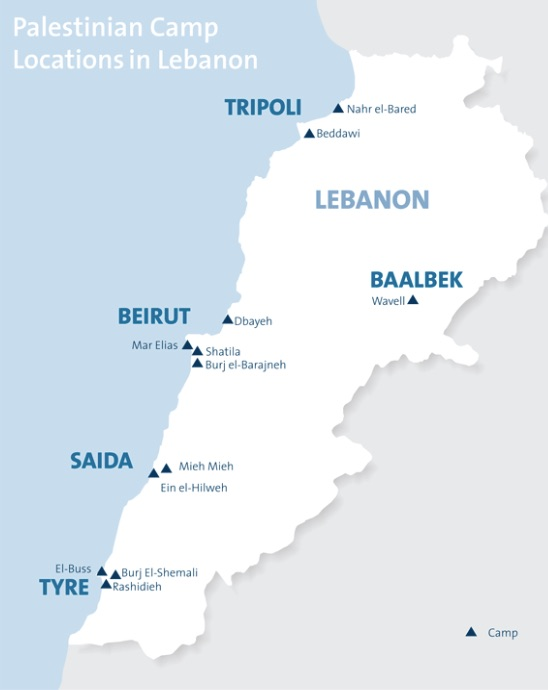 Palestinian Camp
Locations in Lebanon
TRIPOLI
Nahr el-Bared
Beddawi
LEBANON
BAALBEK
Wavell
BEIRUT
Dbayeh
Mar Elias
Shatila
Burj el-Barajneh
SAIDA
Mieh Mieh
Ein el-Hilweh
El-Buss
Burj El-Shemali
TYRE
Rashidieh
Camp